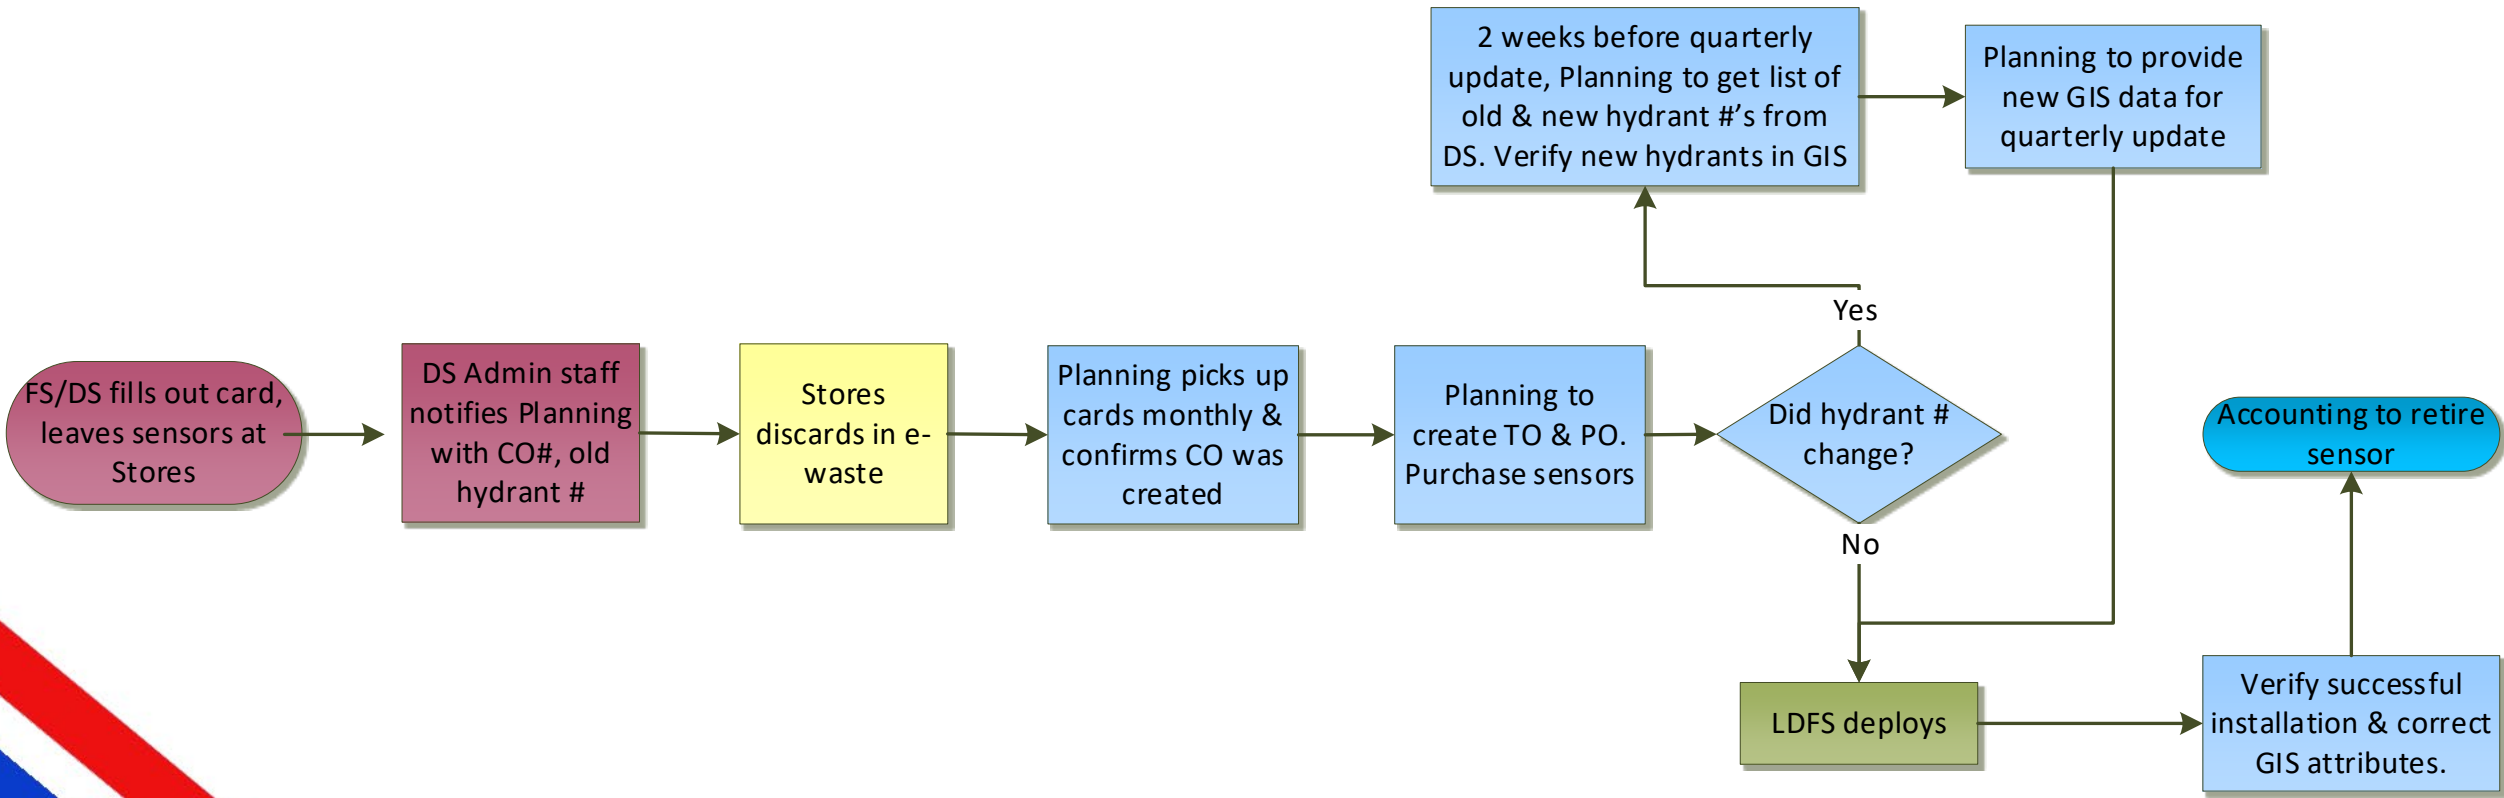 2 weeks before quarterly
update, Planning to get list of
old & new hydrant #’s from
DS. Verify new hydrants in GIS
Planning to provide
new GIS data for
quarterly update
Yes
FS/DS fills out card,
leaves sensors at
Stores
DS Admin staff
notifies Planning
with CO#, old
hydrant #
Stores
discards in e-
waste
Planning picks up
cards monthly &
confirms CO was
created
Planning to
create TO & PO.
Purchase sensors
Did hydrant #
change?
Accounting to retire
sensor
No
LDFS deploys
Verify successful
installation & correct
GIS attributes.